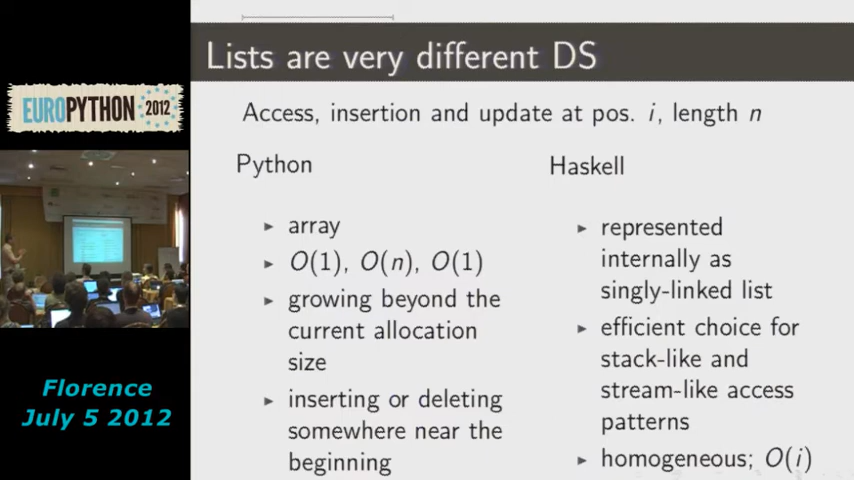 Lists are very different DS
EUROPYTHON 2012
Access, insertion and update at pos. i, length n
Python
▸ array
▸ O(1), O(n), O(1)
▸ growing beyond the
current allocation
size
▸ inserting or deleting
somewhere near the
beginning
Haskell
▸ represented
internally as
singly-linked list
▸ efficient choice for
stack-like and
stream-like access
patterns
▸ homogeneous; O(i)
Florence
July 5 2012